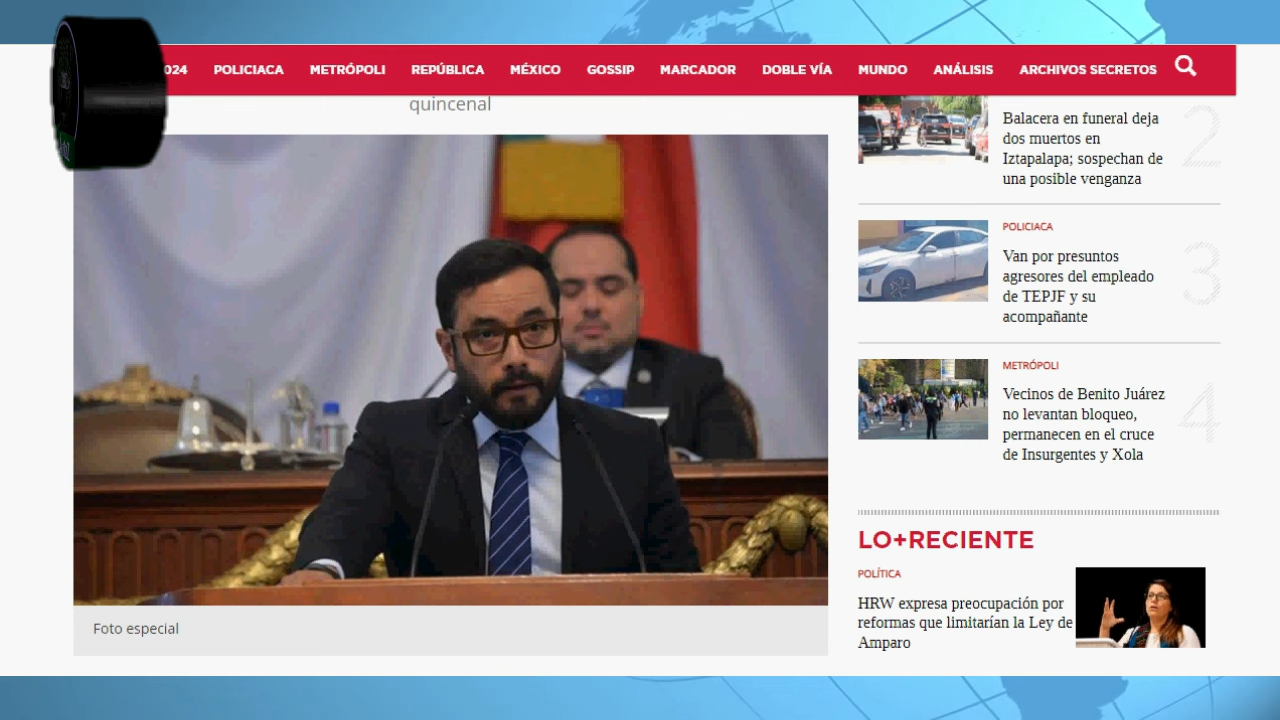 024 POLICIACA METRÓPOLI REPÚBLICA MÉXICO GOSSIP MARCADOR DOBLE VÍA MUNDO ANÁLISIS ARCHIVOS SECRETOS
quincenal
Foto especial
Balacera en funeral deja
dos muertos en
Iztapalapa; sospechan de
una posible venganza
2
POLICIACA
Van por presuntos
agresores del empleado
de TEPJF y su
acompañante
3
METRÓPOLI
Vecinos de Benito Juárez
no levantan bloqueo,
permanecen en el cruce
de Insurgentes y Xola
4
LO+RECIENTE
POLÍTICA
HRW expresa preocupación por
reformas que limitarían la Ley de
Amparo